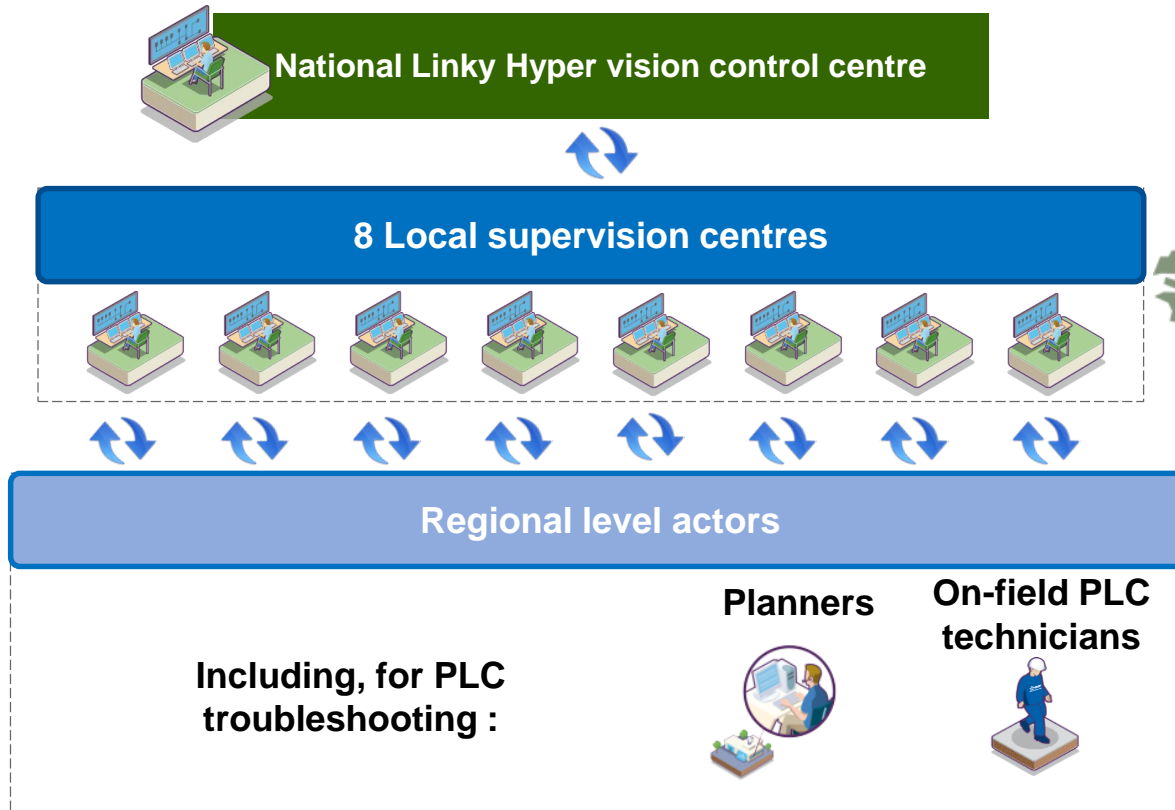 National Linky Hyper vision control centre
8 Local supervision centres
Regional level actors
Planners
On-field PLC
technicians
Including, for PLC
troubleshooting :